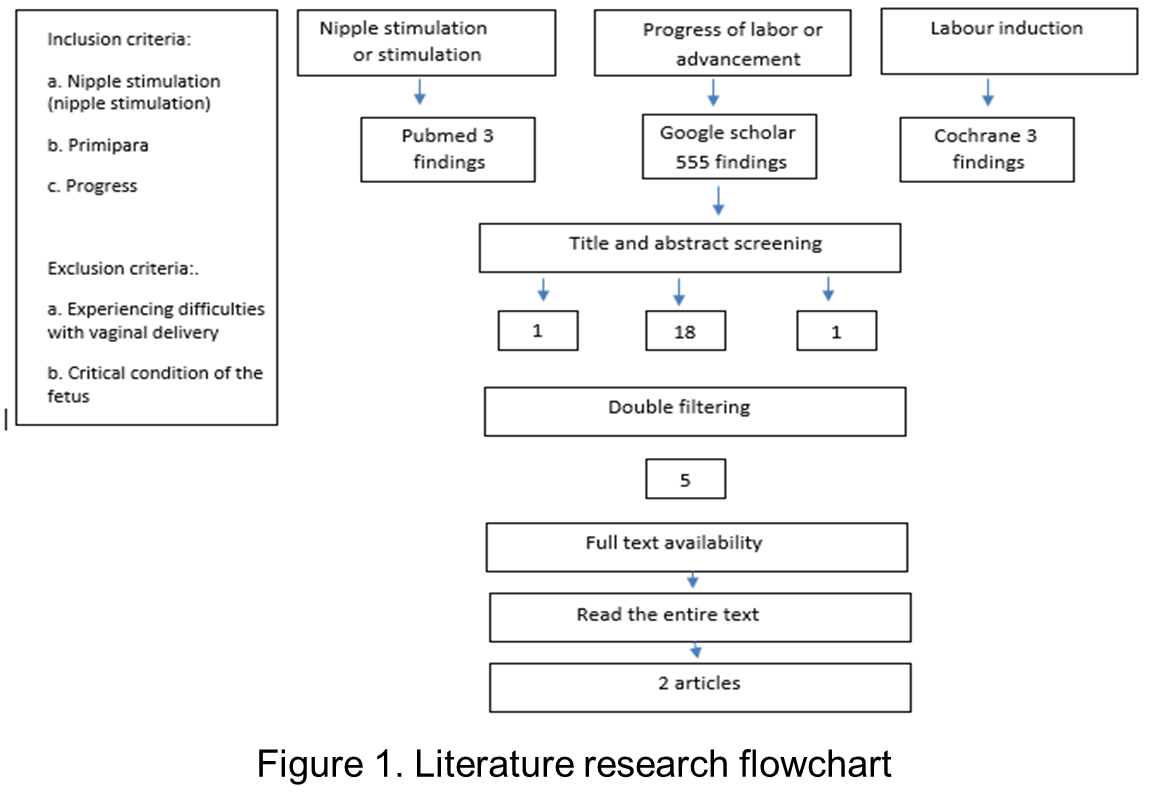 Inclusion criteria:
a. Nipple stimulation
(nipple stimulation)
b. Primipara
c. Progress
Exclusion criteria:.
a. Experiencing difficulties
with vaginal delivery
b. Critical condition of the
fetus
Nipple stimulation
or stimulation
Progress of labor or
advancement
Labour induction
Pubmed 3
findings
Google scholar
555 findings
Cochrane 3
findings
Title and abstract screening
1
18
1
Double filtering
5
Full text availability
Read the entire text
2 articles
Figure 1. Literature research flowchart